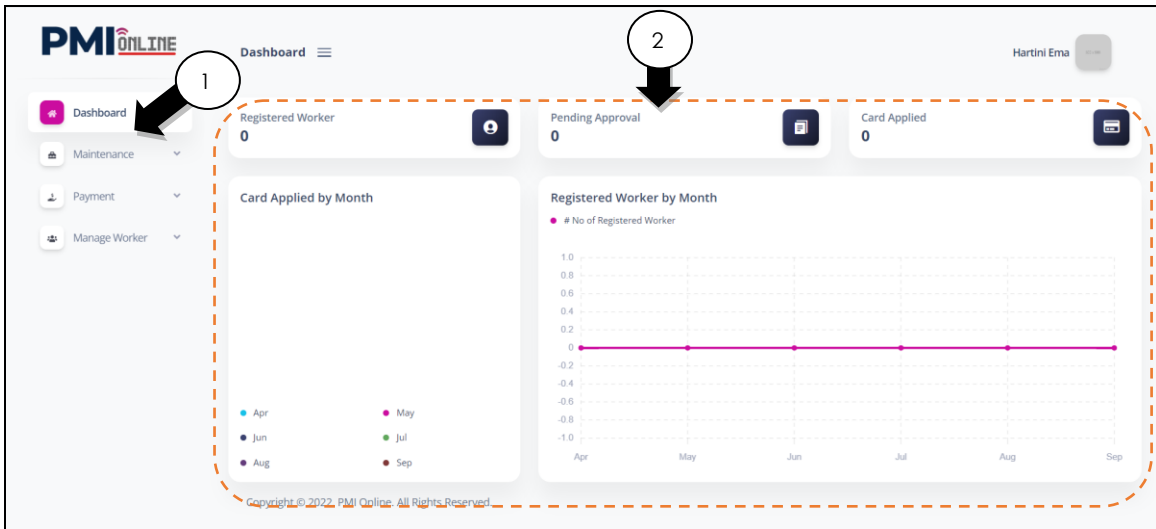 PMI ONLINE
1
2
Dashboard
Hartini Ema
Dashboard
Maintenance
Payment
Manage Worker
Registered Worker
0
Pending Approval
0
Card Applied
0
Card Applied by Month
Apr
May
Jun
Jul
Aug
Sep
Registered Worker by Month
# No of Registered Worker
1.0
0.8
0.6
0.4
0.2
0
-0.2
-0.4
-0.6
-0.8
-1.0
Apr May Jun Jul Aug Sep
Copyright © 2022, PMI Online. All Rights Reserved.